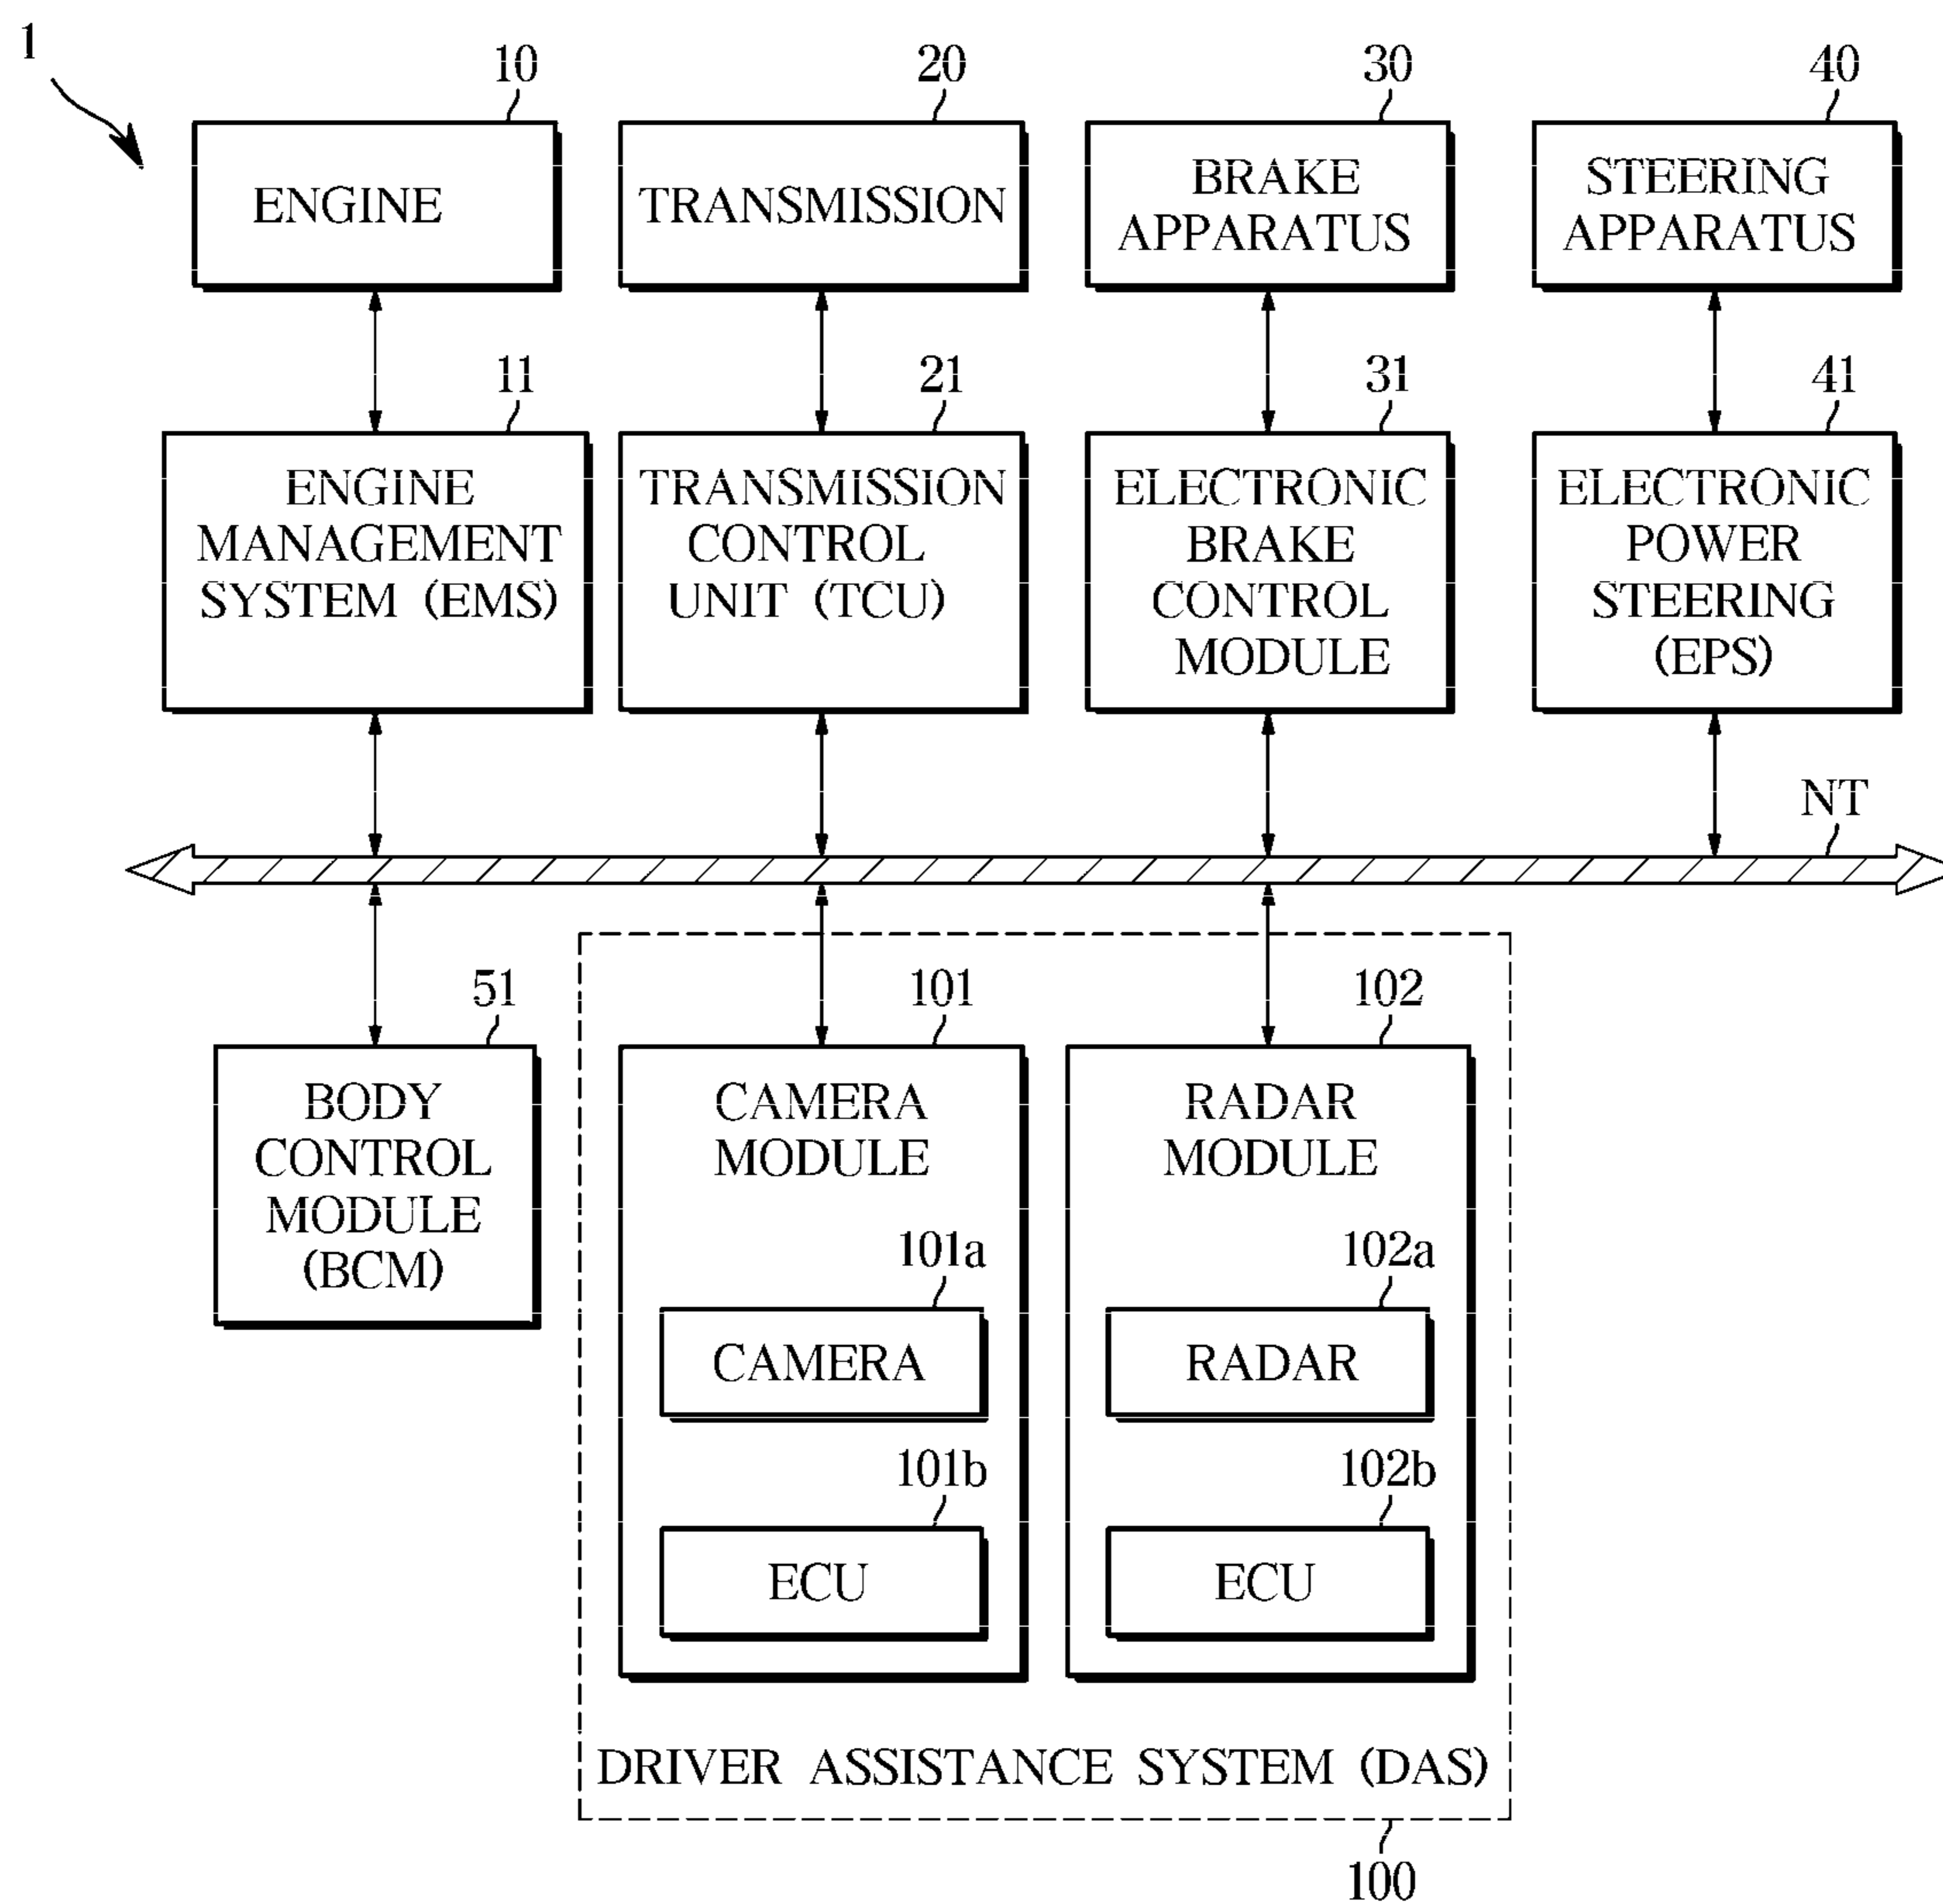 1
10
20
30
40
ENGINE
TRANSMISSION
BRAKE
APPARATUS
STEERING
APPARATUS
11
21
31
41
ENGINE
MANAGEMENT
SYSTEM (EMS)
TRANSMISSION
CONTROL
UNIT (TCU)
ELECTRONIC
BRAKE
CONTROL
MODULE
ELECTRONIC
POWER
STEERING
(EPS)
NT
51
101
102
BODY
CONTROL
MODULE
(BCM)
CAMERA
MODULE
101a
CAMERA
101b
ECU
RADAR
MODULE
102a
RADAR
102b
ECU
DRIVER ASSISTANCE SYSTEM (DAS)
100